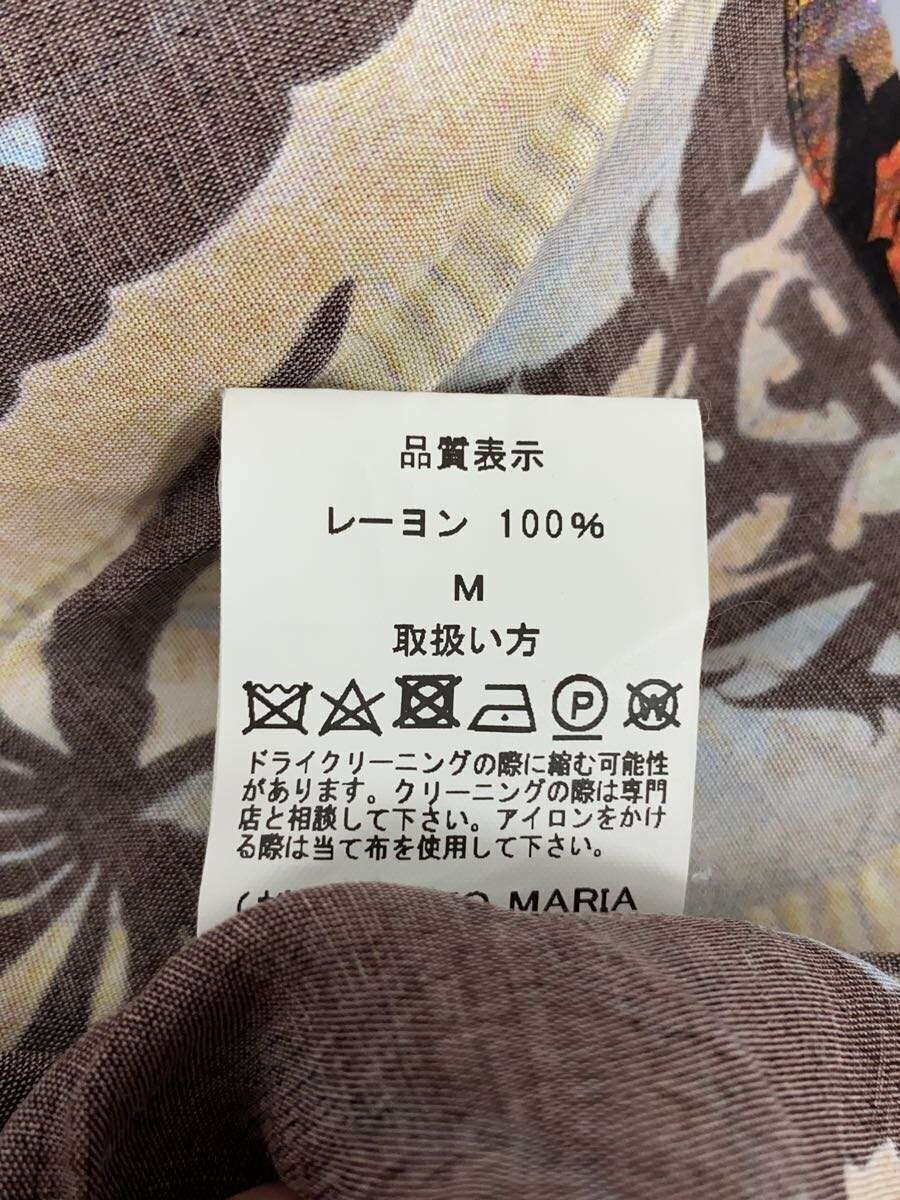 品質表示
レーヨン 100%
M
取扱い方
P
W
ドライクリーニングの際に縮む可能性
があります。クリーニングの際は専門
店と相談して下さい。アイロンをかけ
る際は当て布を使用して下さい。
MARIA